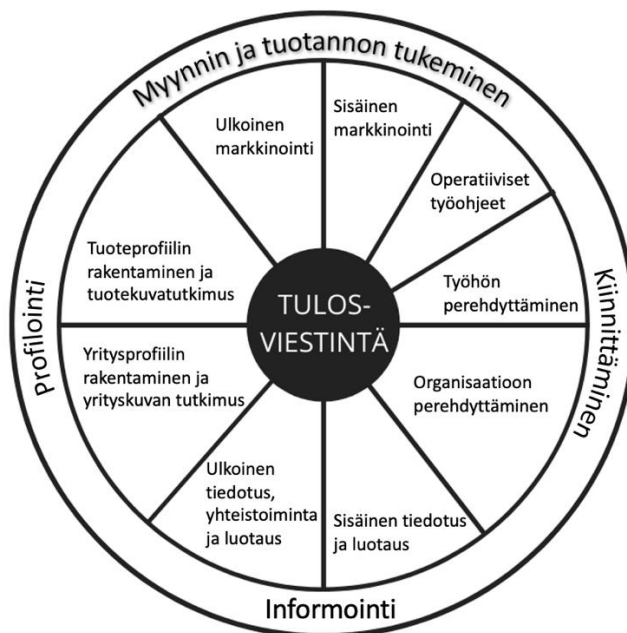 Myynnin ja tuotannon tukeminen
Ulkoinen
markkinointi
Sisäinen
markkinointi
Operatiiviset
työohjeet
Työhön
perehdyttäminen
Kiinnittäminen
Organisaatioon
perehdyttäminen
Sisäinen tiedotus
ja luotaus
Informointi
Ulkoinen
tiedotus,
yhteistoiminta
ja luotaus
Yritysprofiilin
rakentaminen ja
yrityskuvan tutkimus
Profilointi
Tuoteprofiilin
rakentaminen ja
tuotekuvatutkimus
TULOS-
VIESTINTÄ